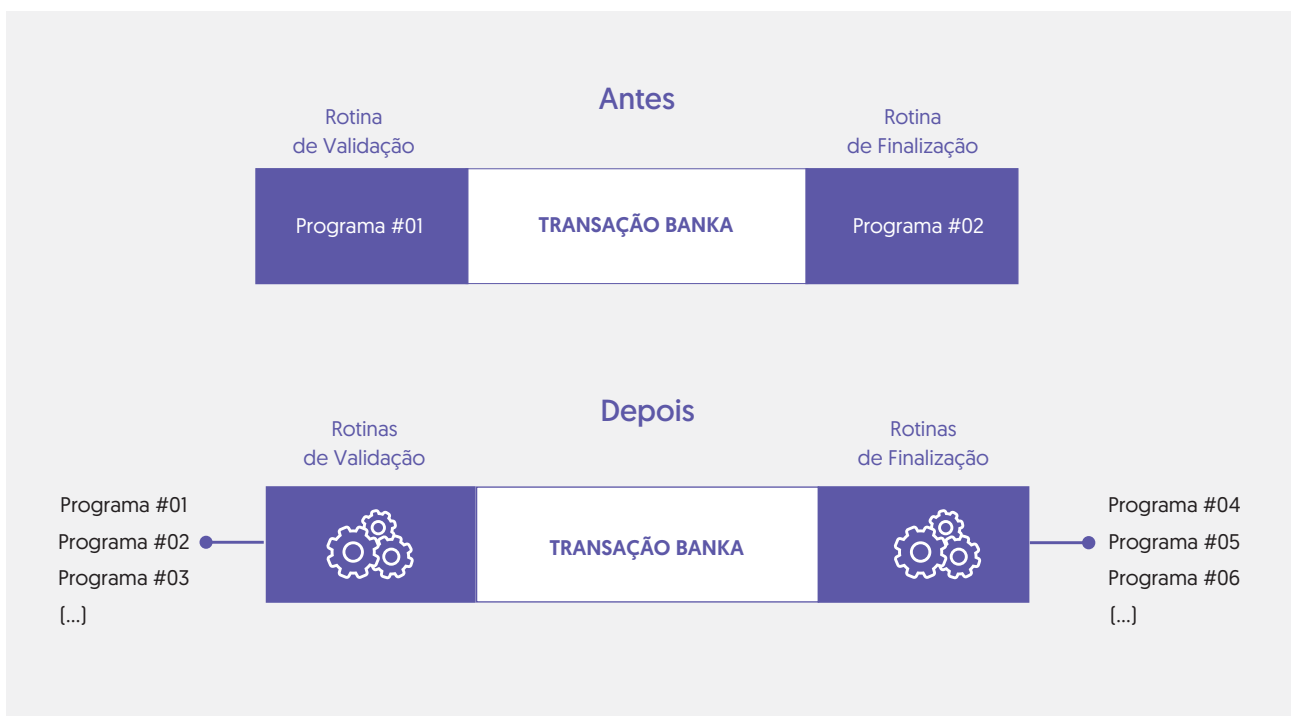 Antes
Rotina
de Validação
Rotina
de Finalização
Programa #01
TRANSAÇÃO BANKA
Programa #02
Depois
Rotinas
de Validação
Rotinas
de Finalização
Programa #01
Programa #02
Programa #03
(...)
TRANSAÇÃO BANKA
Programa #04
Programa #05
Programa #06
(...)